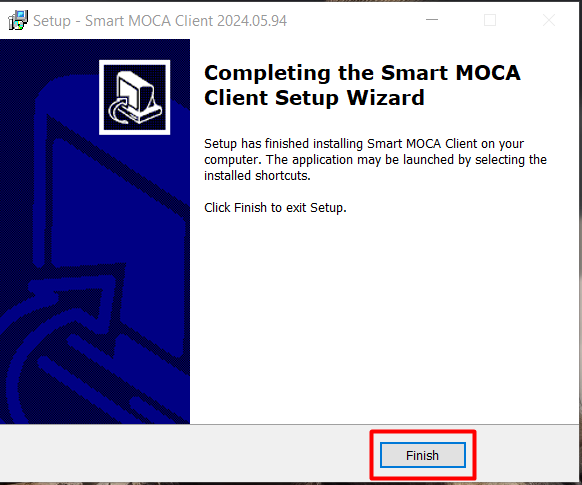 Setup - Smart MOCA Client 2024.05.94
Completing the Smart MOCA
Client Setup Wizard
Setup has finished installing Smart MOCA Client on your
computer. The application may be launched by selecting the
installed shortcuts.
Click Finish to exit Setup.
Finish